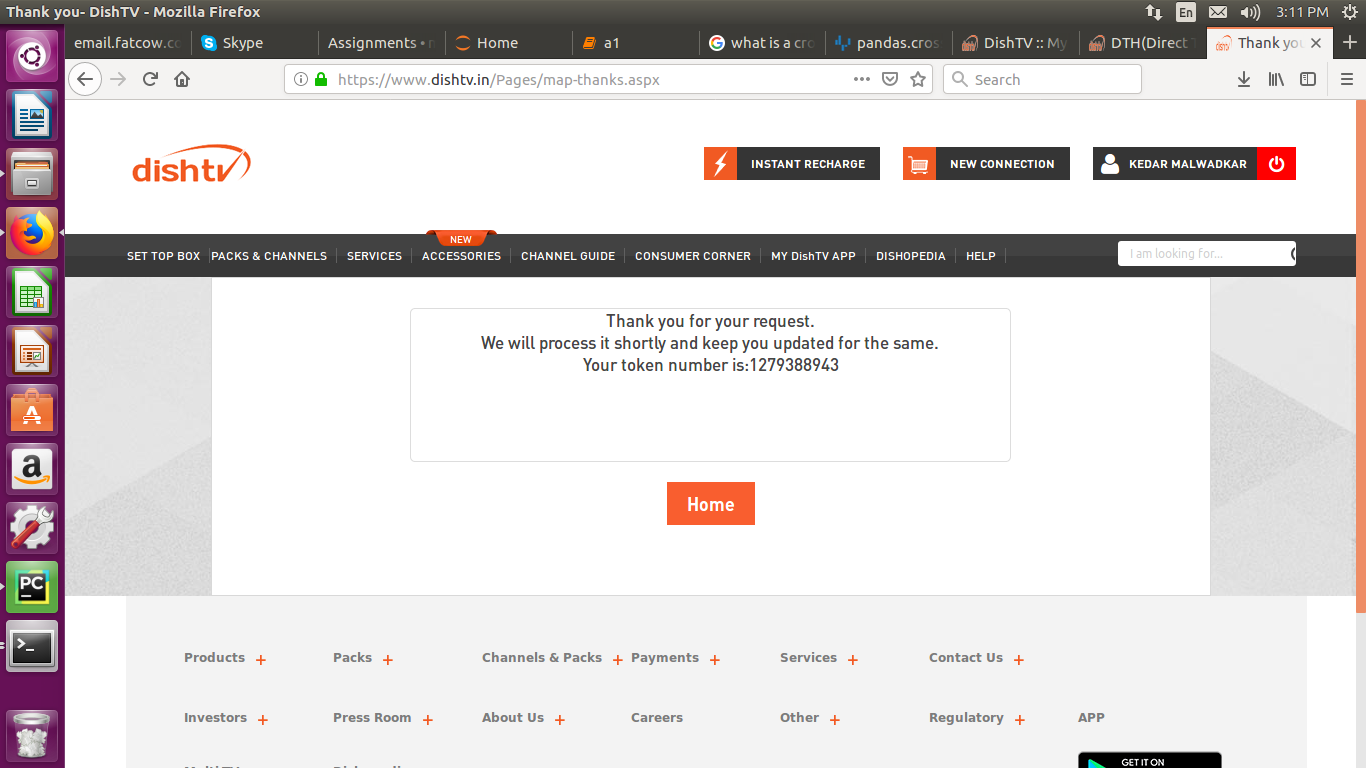 Thank you- DishTV - Mozilla Firefox
En
3:11 PM
email.fatcow.co
Skype
Assignments •
Home
a1
what is a cro
pandas.cros
DishTV :: My
DTH(Direct T
Thank you
https://www.dishtv.in/Pages/map-thanks.aspx
Search
dishtv
INSTANT RECHARGE
NEW CONNECTION
KEDAR MALWADKAR
NEW
SET TOP BOX
PACKS & CHANNELS
SERVICES
ACCESSORIES
CHANNEL GUIDE
CONSUMER CORNER
MY DishTV APP
DISHOPEDIA
HELP
I am looking for...
Thank you for your request.
We will process it shortly and keep you updated for the same.
Your token number is:1279388943
Home
Products +
Packs +
Channels & Packs +
Payments +
Services +
Contact Us +
Investors +
Press Room +
About Us +
Careers
Other +
Regulatory +
APP
GET IT ON